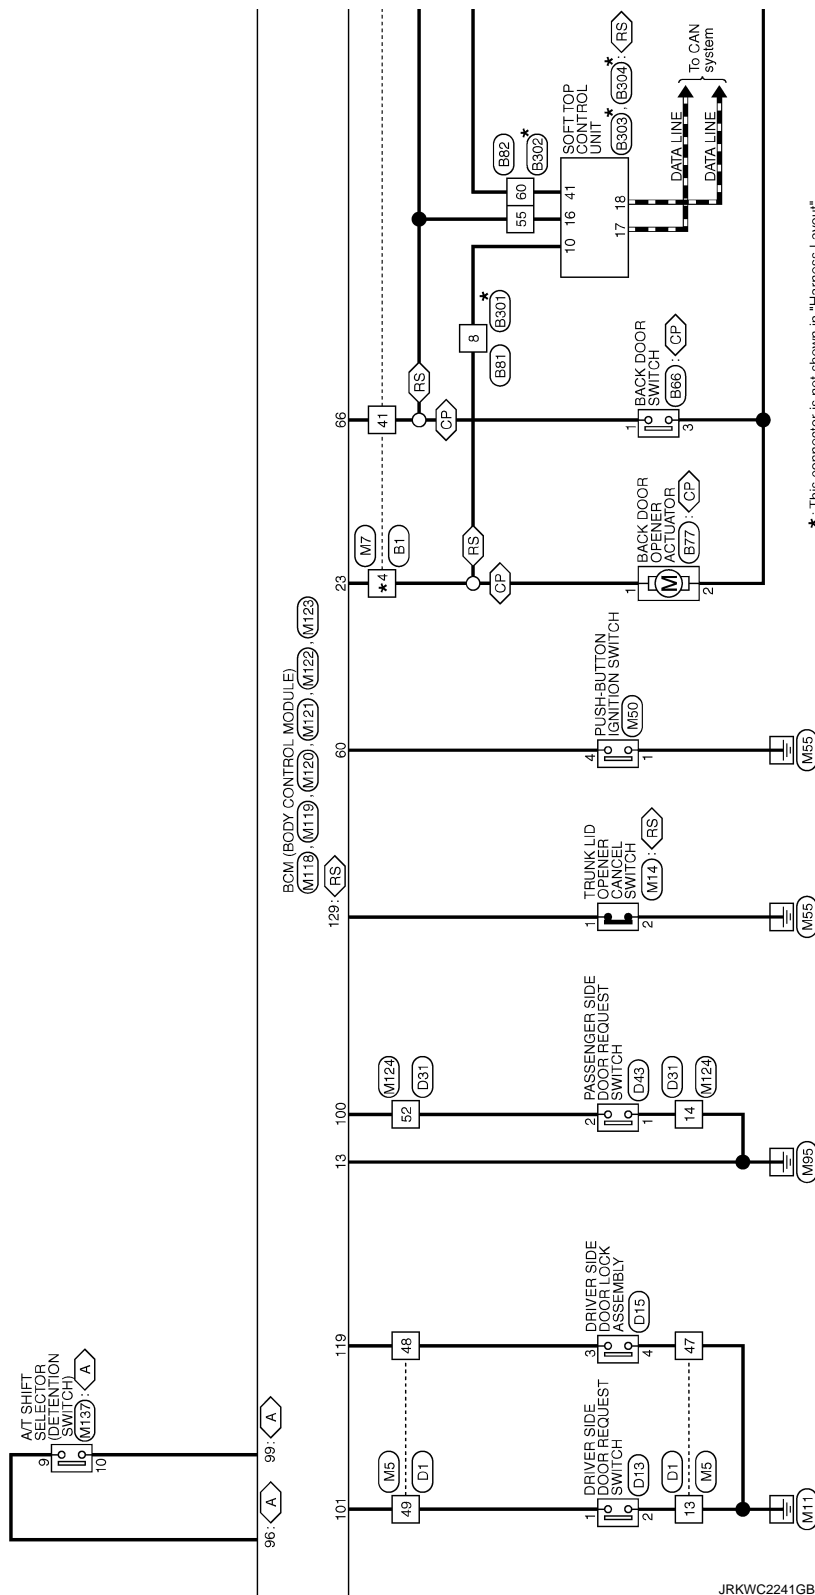 A/T SHIFT
SELECTOR
(DETENTION
SWITCH)
M137 : A
9
10
96: A
99: A
BCM (BODY CONTROL MODULE)
M118 , M119 , M120 , M121 , M122 , M123
101
119
13
100
129: RS
60
23
66
49
M5
D1
48
52
M124
D31
*4
M7
B1
41
RS
CP
RS
CP
8
B81
B301 *
55
60
B82
B302 *
10
16
41
SOFT TOP
CONTROL
UNIT
B303 * , B304 * : RS
17
18
DATA LINE
DATA LINE
To CAN
system
1
DRIVER SIDE
DOOR REQUEST
SWITCH
D13
2
3
DRIVER SIDE
DOOR LOCK
ASSEMBLY
D15
4
2
PASSENGER SIDE
DOOR REQUEST
SWITCH
D43
1
1
TRUNK LID
OPENER
CANCEL
SWITCH
M14 : RS
2
4
PUSH-BUTTON
IGNITION SWITCH
M50
1
1
BACK DOOR
OPENER
ACTUATOR
B77 : CP
M
2
1
BACK DOOR
SWITCH
B66 : CP
3
13
D1
M5
47
14
D31
M124
M11
M95
M55
M55
* : This connector is not shown in "Harness Layout"
JRKWC2241GB